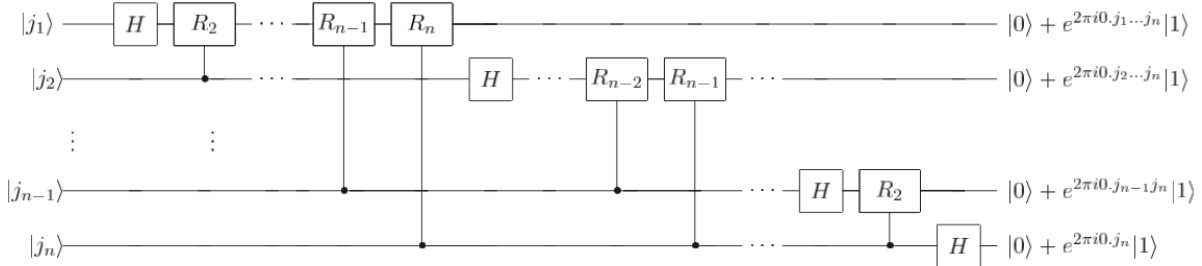 |j₁⟩ H R₂ ··· Rₙ₋₁ Rₙ |0⟩ + e^{2πi0.j₁...jₙ}|1⟩
|j₂⟩ ··· H ··· Rₙ₋₂ Rₙ₋₁ ··· |0⟩ + e^{2πi0.j₂...jₙ}|1⟩
⋮ ⋮
|jₙ₋₁⟩ ··· H R₂ |0⟩ + e^{2πi0.jₙ₋₁jₙ}|1⟩
|jₙ⟩ ··· H |0⟩ + e^{2πi0.jₙ}|1⟩